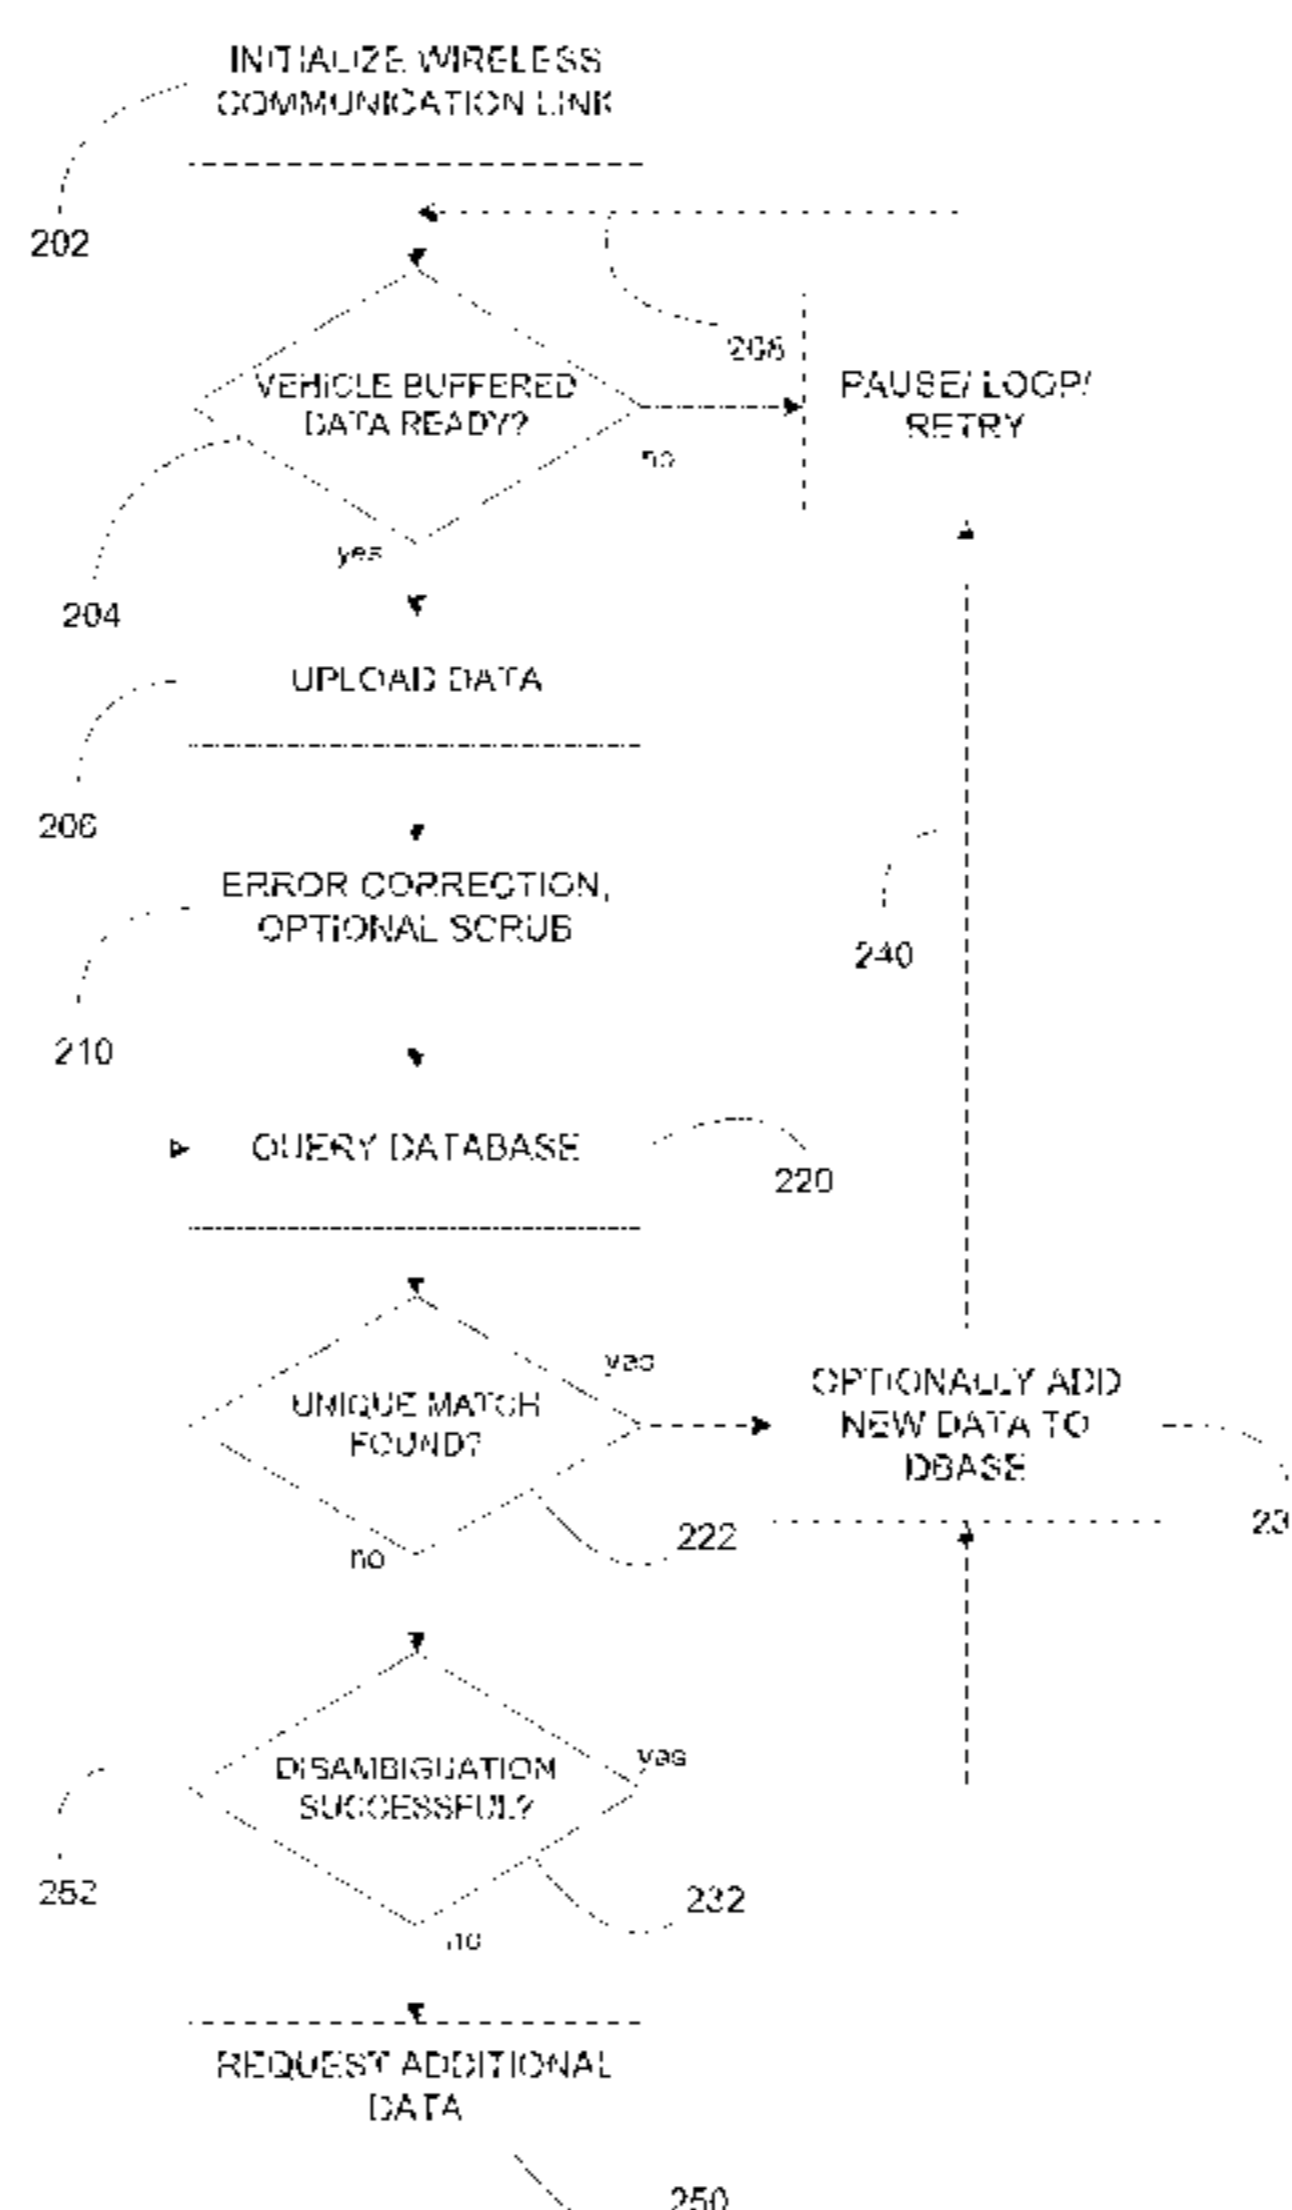 INITIALIZE WIRELESS
COMMUNICATION LINK
202
208
VEHICLE BUFFERED
DATA READY?
PAUSE/ LOOP/
RETRY
no
yes
204
UPLOAD DATA
206
ERROR CORRECTION,
OPTIONAL SCRUB
240
210
QUERY DATABASE
220
yes
UNIQUE MATCH
FOUND?
OPTIONALLY ADD
NEW DATA TO
DBASE
23
222
no
yes
DISAMBIGUATION
SUCCESSFUL?
252
232
no
REQUEST ADDITIONAL
DATA
250